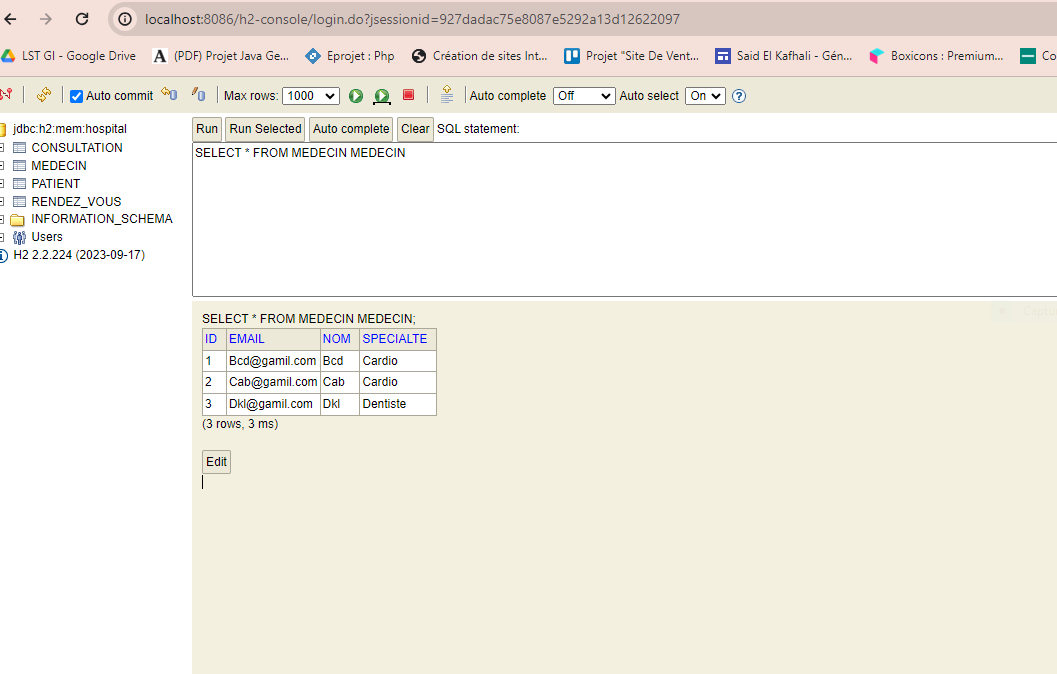 localhost:8086/h2-console/login.do?jsessionid=927dadac75e8087e5292a13d12622097
LST GI - Google Drive (PDF) Projet Java Ge... Eprojet : Php Création de sites Int... Projet "Site De Vent... Said El Kafhali - Gén... Boxicons : Premium... Co
Auto commit Max rows: 1000 Auto complete Off Auto select On
jdbc:h2:mem:hospital
CONSULTATION
MEDECIN
PATIENT
RENDEZ_VOUS
INFORMATION_SCHEMA
Users
H2 2.2.224 (2023-09-17)
Run Run Selected Auto complete Clear SQL statement:
SELECT * FROM MEDECIN MEDECIN
SELECT * FROM MEDECIN MEDECIN;
ID EMAIL NOM SPECIALTE
1 Bcd@gamil.com Bcd Cardio
2 Cab@gamil.com Cab Cardio
3 Dkl@gamil.com Dkl Dentiste
(3 rows, 3 ms)
Edit